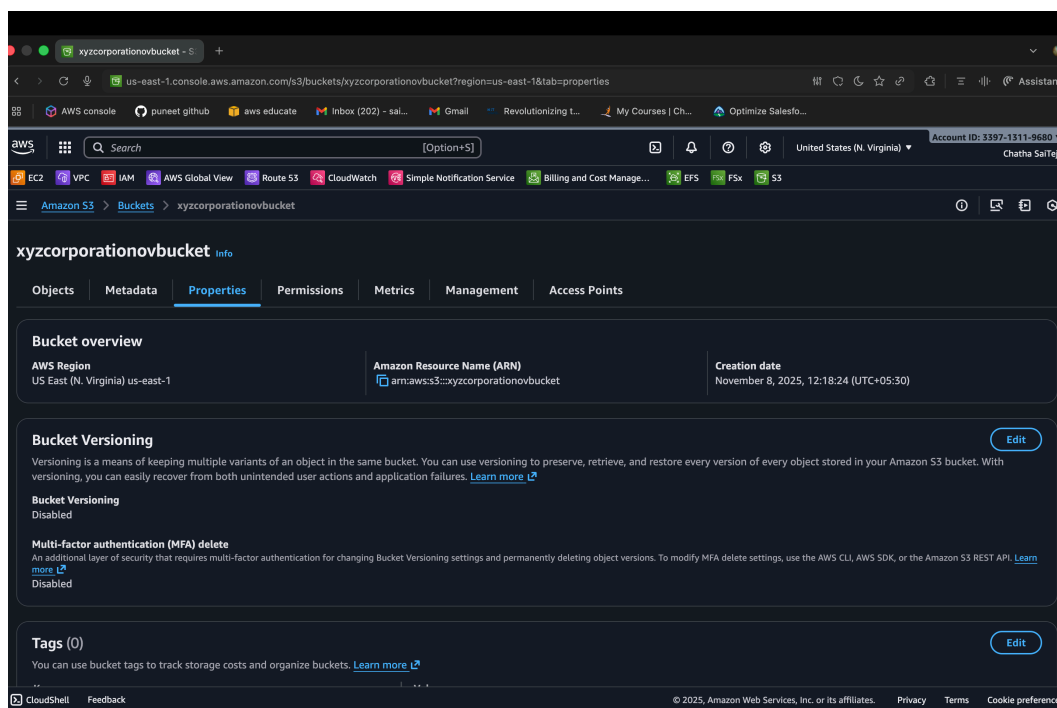 xyzcorporationovbucket - S
us-east-1.console.aws.amazon.com/s3/buckets/xyzcorporationovbucket?region=us-east-1&tab=properties
Assistan
AWS console puneet github aws educate Inbox (202) - sai... Gmail Revolutionizing t... My Courses | Ch... Optimize Salesfo...
aws Search [Option+S] United States (N. Virginia) Account ID: 3397-1311-9680
Chatha SaiTej
EC2 VPC IAM AWS Global View Route 53 CloudWatch Simple Notification Service Billing and Cost Manage... EFS FSx FSx S3
Amazon S3 > Buckets > xyzcorporationovbucket
xyzcorporationovbucket Info
Objects Metadata Properties Permissions Metrics Management Access Points
Bucket overview
AWS Region
US East (N. Virginia) us-east-1
Amazon Resource Name (ARN)
arn:aws:s3:::xyzcorporationovbucket
Creation date
November 8, 2025, 12:18:24 (UTC+05:30)
Bucket Versioning
Edit
Versioning is a means of keeping multiple variants of an object in the same bucket. You can use versioning to preserve, retrieve, and restore every version of every object stored in your Amazon S3 bucket. With
versioning, you can easily recover from both unintended user actions and application failures. Learn more
Bucket Versioning
Disabled
Multi-factor authentication (MFA) delete
An additional layer of security that requires multi-factor authentication for changing Bucket Versioning settings and permanently deleting object versions. To modify MFA delete settings, use the AWS CLI, AWS SDK, or the Amazon S3 REST API. Learn
more
Disabled
Tags (0)
Edit
You can use bucket tags to track storage costs and organize buckets. Learn more
CloudShell Feedback © 2025, Amazon Web Services, Inc. or its affiliates. Privacy Terms Cookie preference